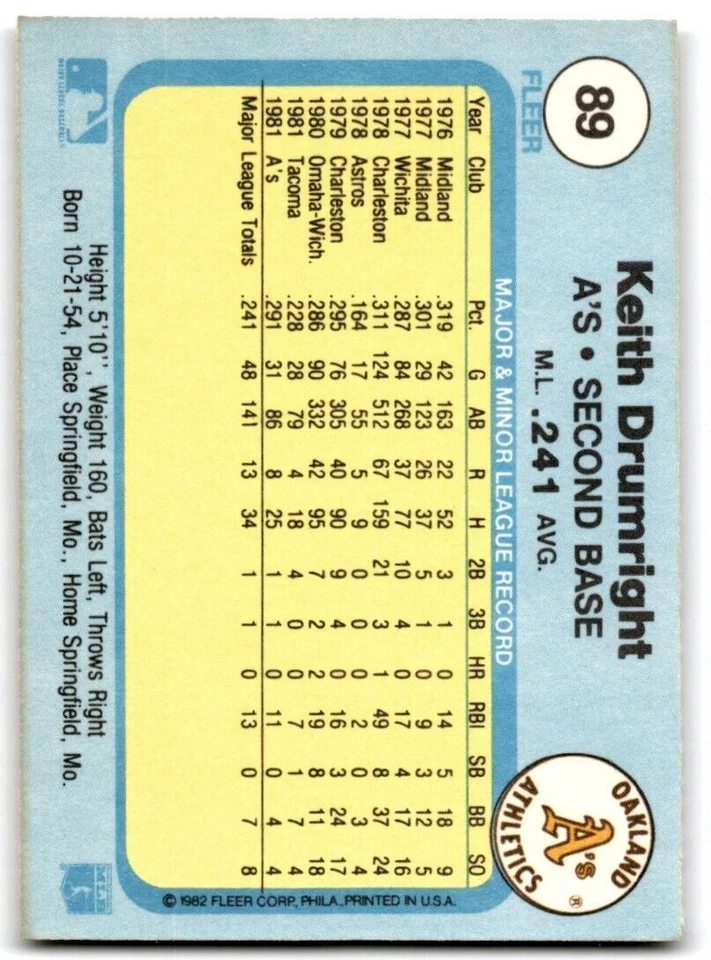 89
FLEER
Keith Drumright
A'S • SECOND BASE
M.L. .241 AVG.
OAKLAND ATHLETICS
A's ®
MAJOR & MINOR LEAGUE RECORD
Year Club Pct. G AB R H 2B 3B HR RBI SB BB SO
1976 Midland .319 42 163 22 52 3 1 0 14 5 18 9
1977 Midland .301 29 123 26 37 5 1 0 9 3 12 5
1977 Wichita .287 84 268 37 77 10 4 0 17 4 17 16
1978 Charleston .311 124 512 67 159 21 3 1 49 8 37 24
1978 Astros .164 17 55 5 9 0 0 0 2 0 3 4
1979 Charleston .295 76 305 40 90 9 4 0 16 3 24 17
1980 Omaha-Wich. .286 90 332 42 95 7 2 2 19 8 11 18
1981 Tacoma .228 28 79 4 18 4 0 0 7 1 7 4
1981 A's .291 31 86 8 25 1 1 0 11 0 4 4
Major League Totals .241 48 141 13 34 1 1 0 13 0 7 8
© 1982 FLEER CORP., PHILA., PRINTED IN U.S.A.
MAJOR LEAGUE BASEBALL
Height 5'10", Weight 160, Bats Left, Throws Right
Born 10-21-54, Place Springfield, Mo., Home Springfield, Mo.